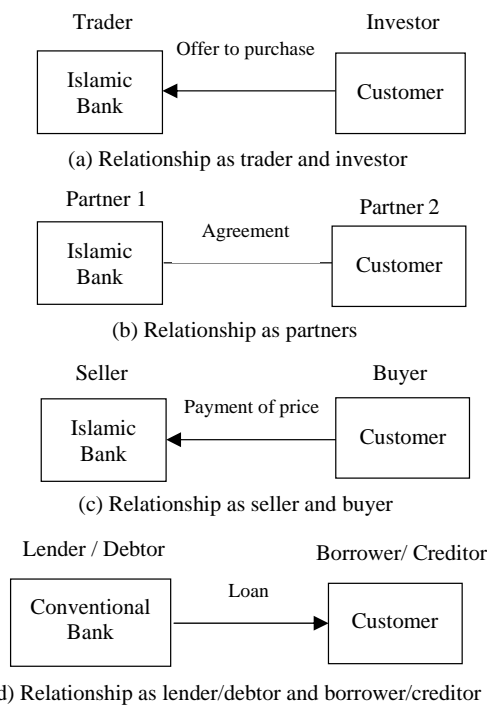 Trader Investor
Offer to purchase
Islamic
Bank
Customer
(a) Relationship as trader and investor
Partner 1 Partner 2
Agreement
Islamic
Bank
Customer
(b) Relationship as partners
Seller Buyer
Payment of price
Islamic
Bank
Customer
(c) Relationship as seller and buyer
Lender / Debtor Borrower/ Creditor
Loan
Conventional
Bank
Customer
d) Relationship as lender/debtor and borrower/creditor